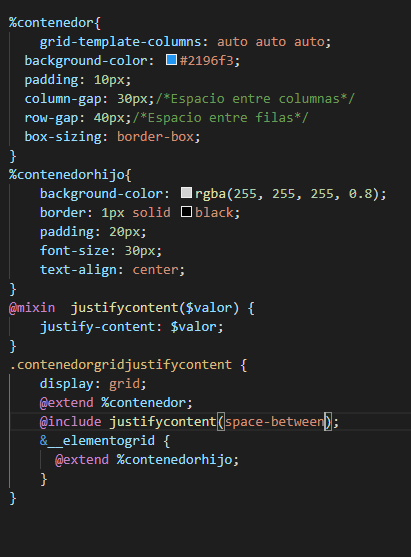 %contenedor{
    grid-template-columns: auto auto auto;
  background-color: #2196f3;
  padding: 10px;
  column-gap: 30px;/*Espacio entre columnas*/
  row-gap: 40px;/*Espacio entre filas*/
  box-sizing: border-box;
}
%contenedorhijo{
    background-color: rgba(255, 255, 255, 0.8);
    border: 1px solid black;
    padding: 20px;
    font-size: 30px;
    text-align: center;
}
@mixin  justifycontent($valor) {
    justify-content: $valor;
}
.contenedorgridjustifycontent {
    display: grid;
    @extend %contenedor;
    @include justifycontent(space-between);
    &__elementogrid {
      @extend %contenedorhijo;
    }
}